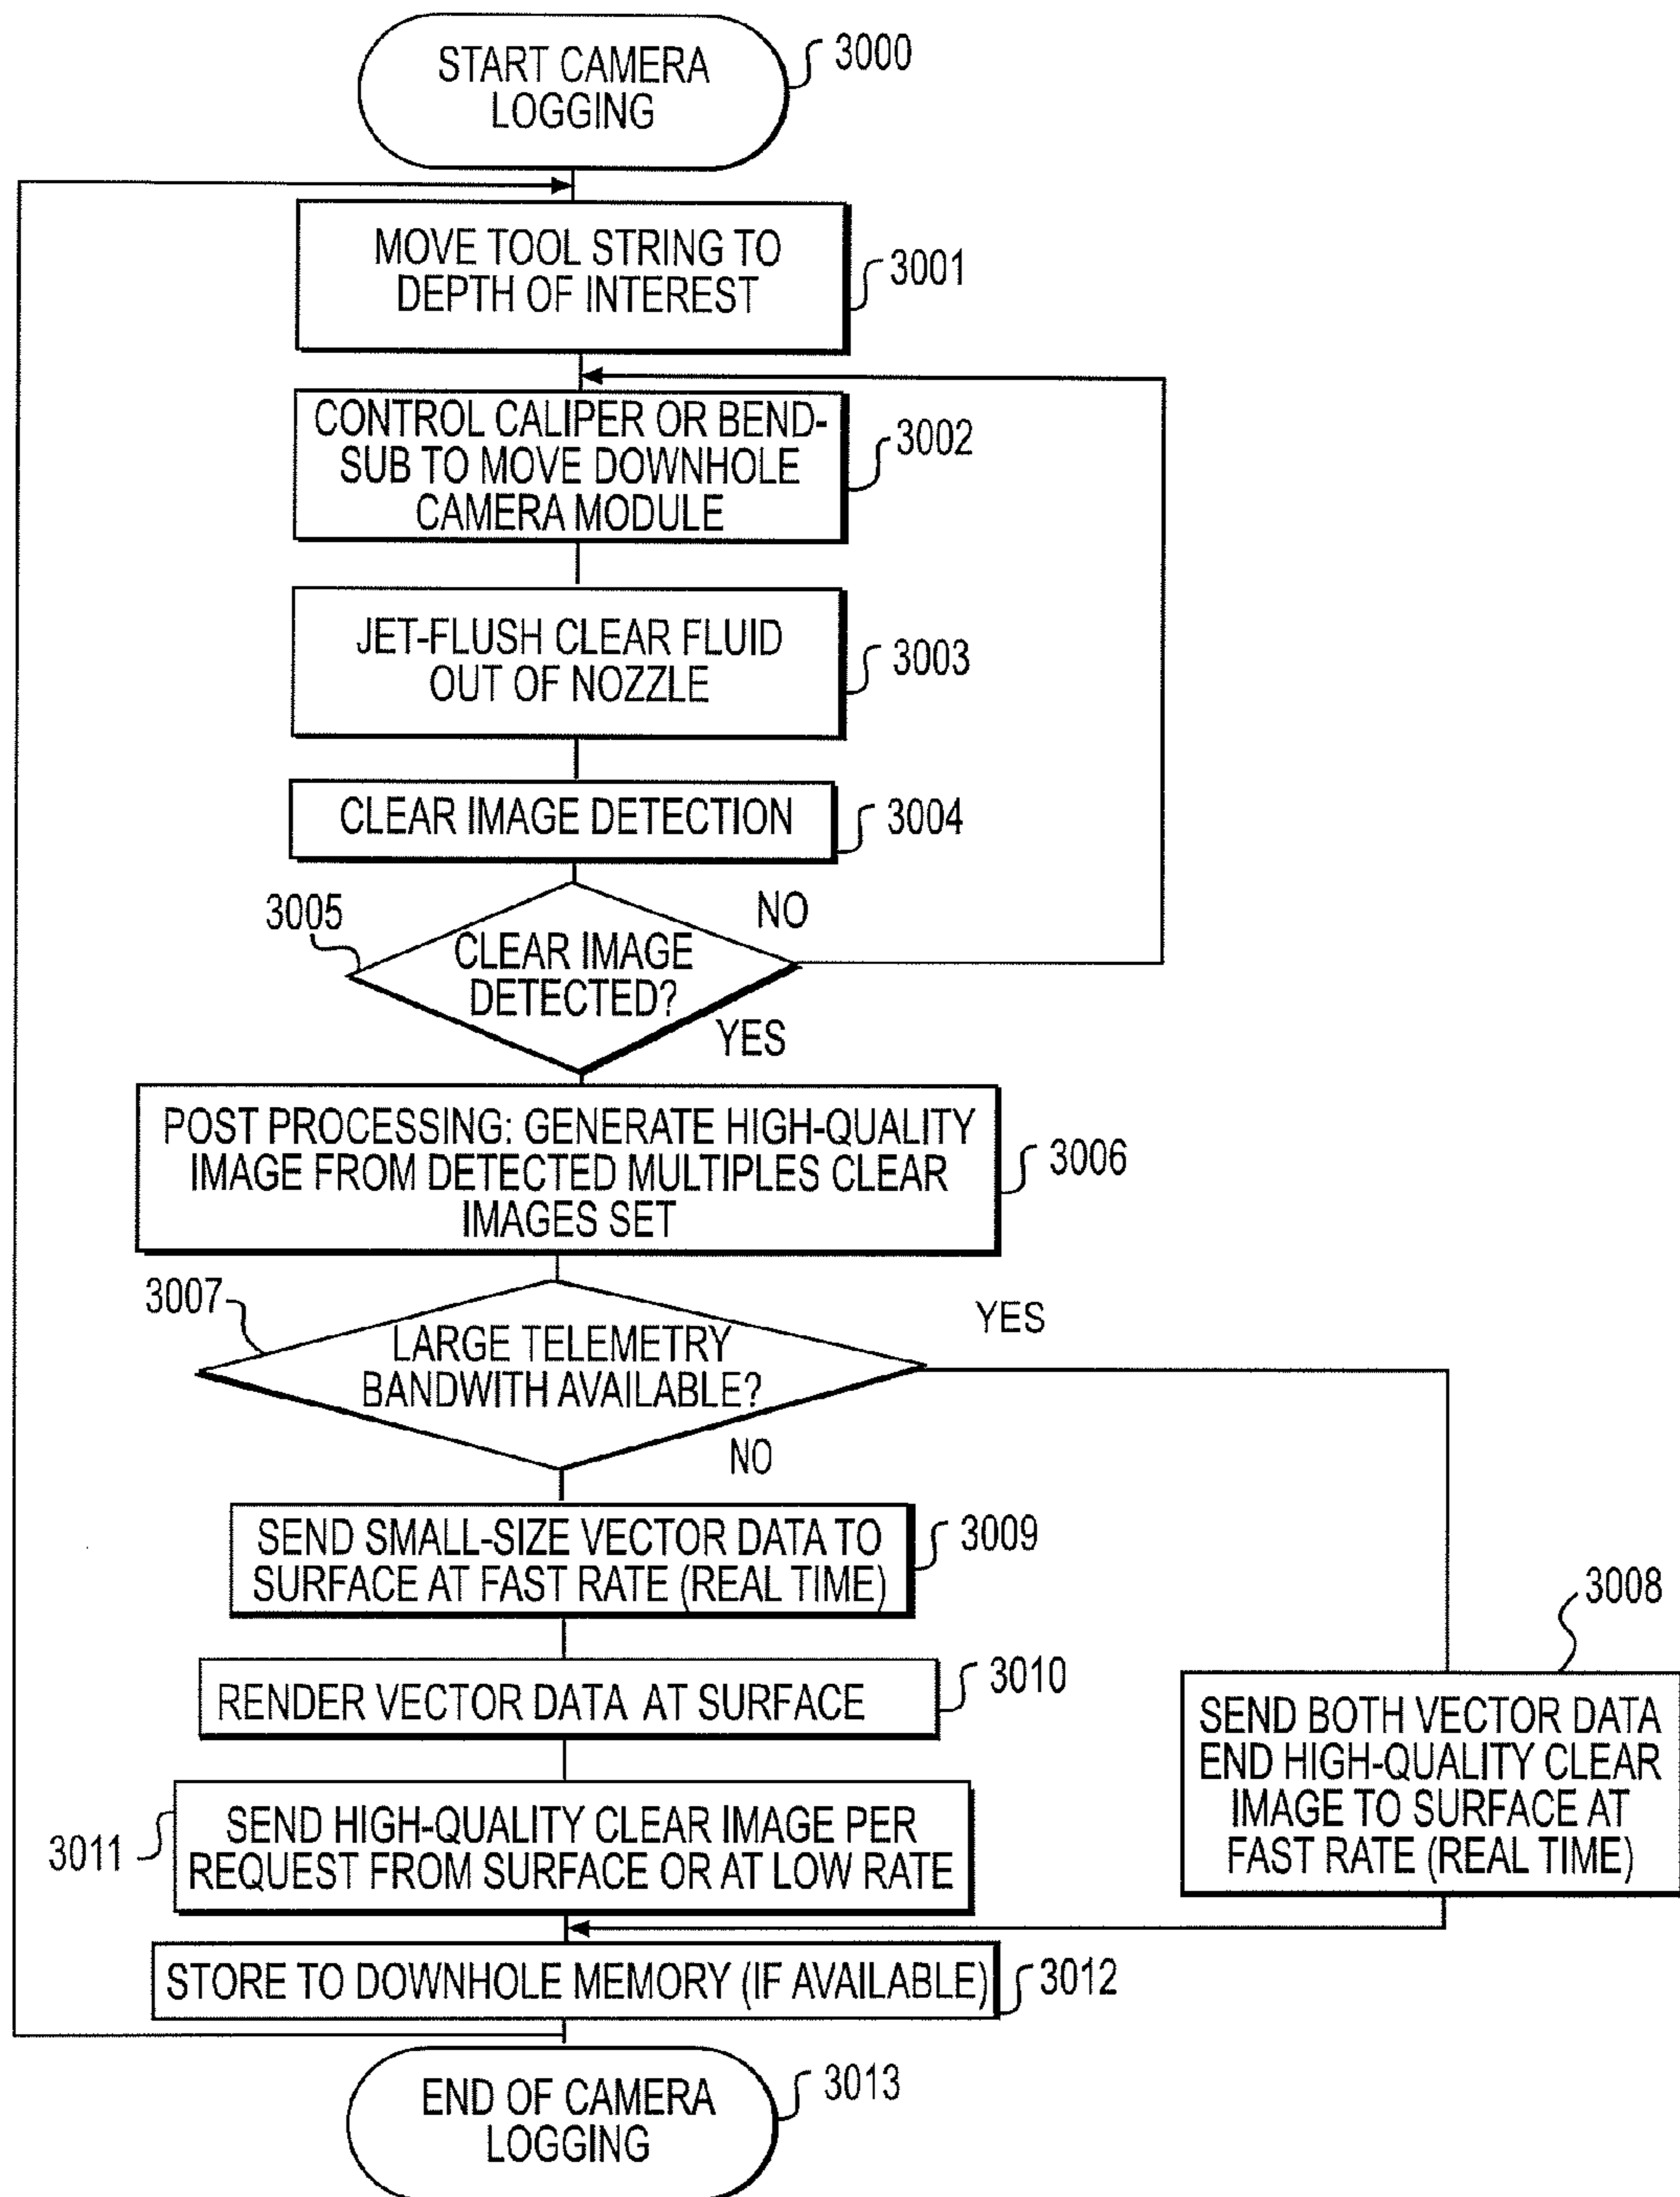 START CAMERA
LOGGING
3000
MOVE TOOL STRING TO
DEPTH OF INTEREST
3001
CONTROL CALIPER OR BEND-
SUB TO MOVE DOWNHOLE
CAMERA MODULE
3002
JET-FLUSH CLEAR FLUID
OUT OF NOZZLE
3003
CLEAR IMAGE DETECTION
3004
3005
CLEAR IMAGE
DETECTED?
NO
YES
POST PROCESSING: GENERATE HIGH-QUALITY
IMAGE FROM DETECTED MULTIPLES CLEAR
IMAGES SET
3006
3007
LARGE TELEMETRY
BANDWITH AVAILABLE?
YES
NO
SEND SMALL-SIZE VECTOR DATA TO
SURFACE AT FAST RATE (REAL TIME)
3009
RENDER VECTOR DATA AT SURFACE
3010
3008
SEND BOTH VECTOR DATA
END HIGH-QUALITY CLEAR
IMAGE TO SURFACE AT
FAST RATE (REAL TIME)
3011
SEND HIGH-QUALITY CLEAR IMAGE PER
REQUEST FROM SURFACE OR AT LOW RATE
STORE TO DOWNHOLE MEMORY (IF AVAILABLE)
3012
END OF CAMERA
LOGGING
3013